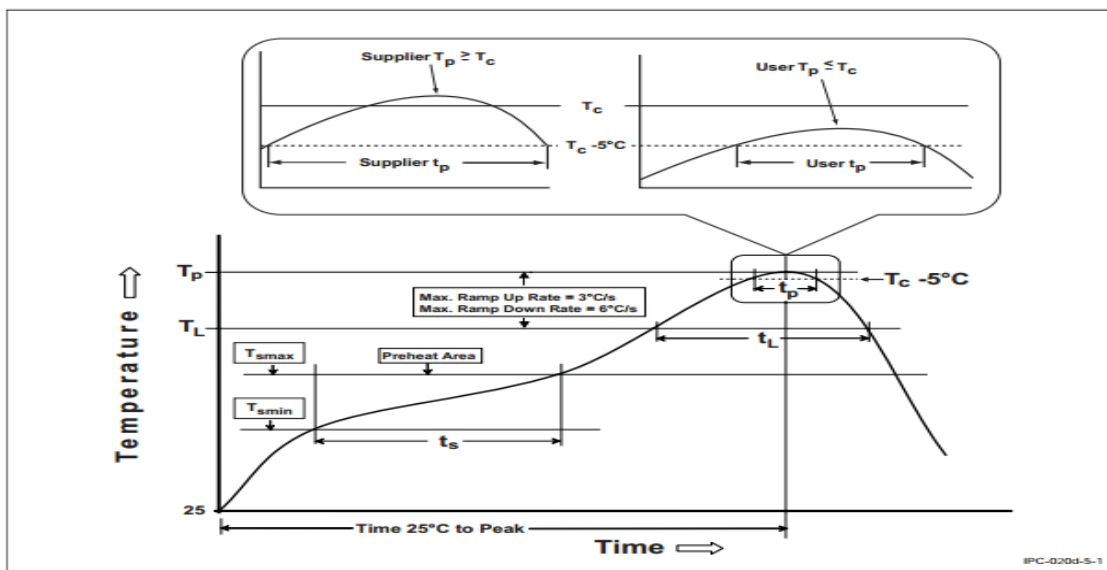 Supplier Tp ≥ Tc
User Tp ≤ Tc
Tc
Tc -5°C
Supplier tp
User tp
Tp
Tc -5°C
tp
Max. Ramp Up Rate = 3°C/s
Max. Ramp Down Rate = 6°C/s
TL
tL
Tsmax
Preheat Area
Tsmin
ts
Temperature
25
Time 25°C to Peak
Time
IPC-020d-5-1